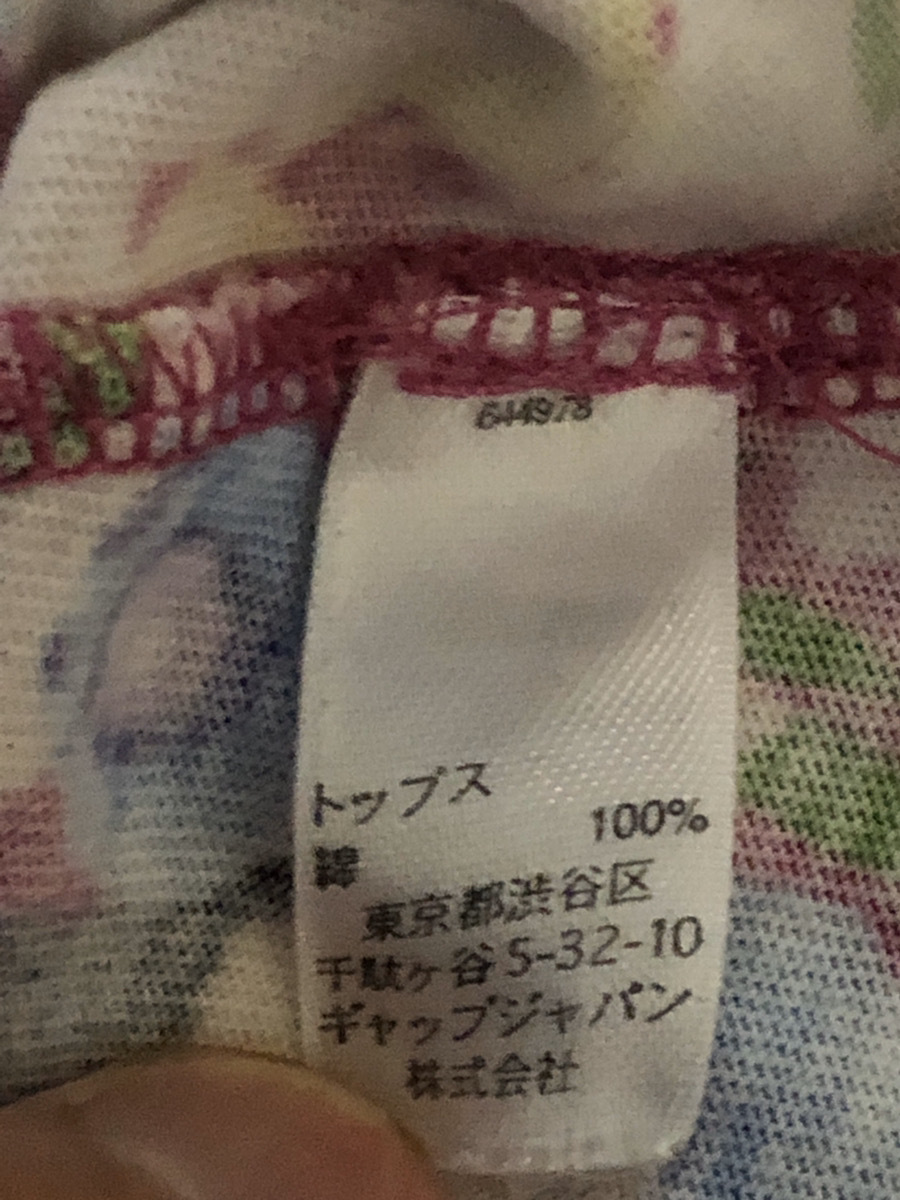 644978
トップス
綿 100%
東京都渋谷区
千駄ヶ谷5-32-10
ギャップジャパン
株式会社